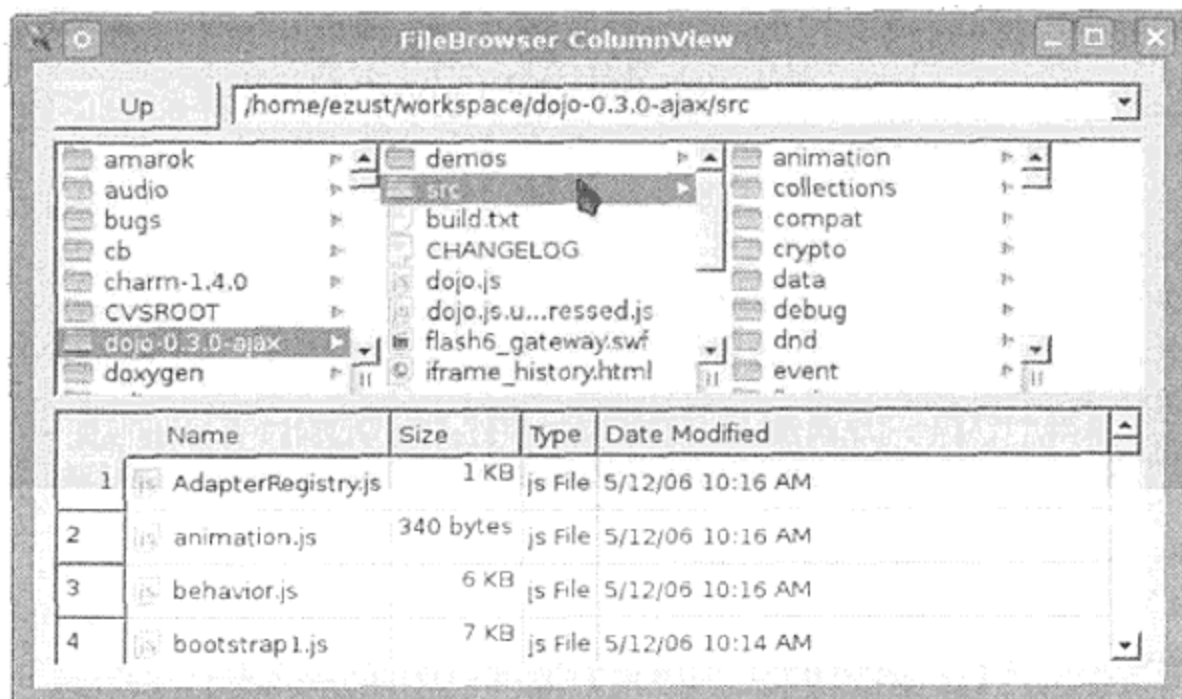 FileBrowser ColumnView
Up
/home/ezust/workspace/dojo-0.3.0-ajax/src
amarok
audio
bugs
cb
charm-1.4.0
CVSROOT
dojo-0.3.0-ajax
doxygen
demos
src
build.txt
CHANGELOG
dojo.js
dojo.js.u...ressed.js
flash6_gateway.swf
iframe_history.html
animation
collections
compat
crypto
data
debug
dnd
event
Name Size Type Date Modified
1 js AdapterRegistry.js 1 KB js File 5/12/06 10:16 AM
2 js animation.js 340 bytes js File 5/12/06 10:16 AM
3 js behavior.js 6 KB js File 5/12/06 10:16 AM
4 js bootstrap1.js 7 KB js File 5/12/06 10:14 AM